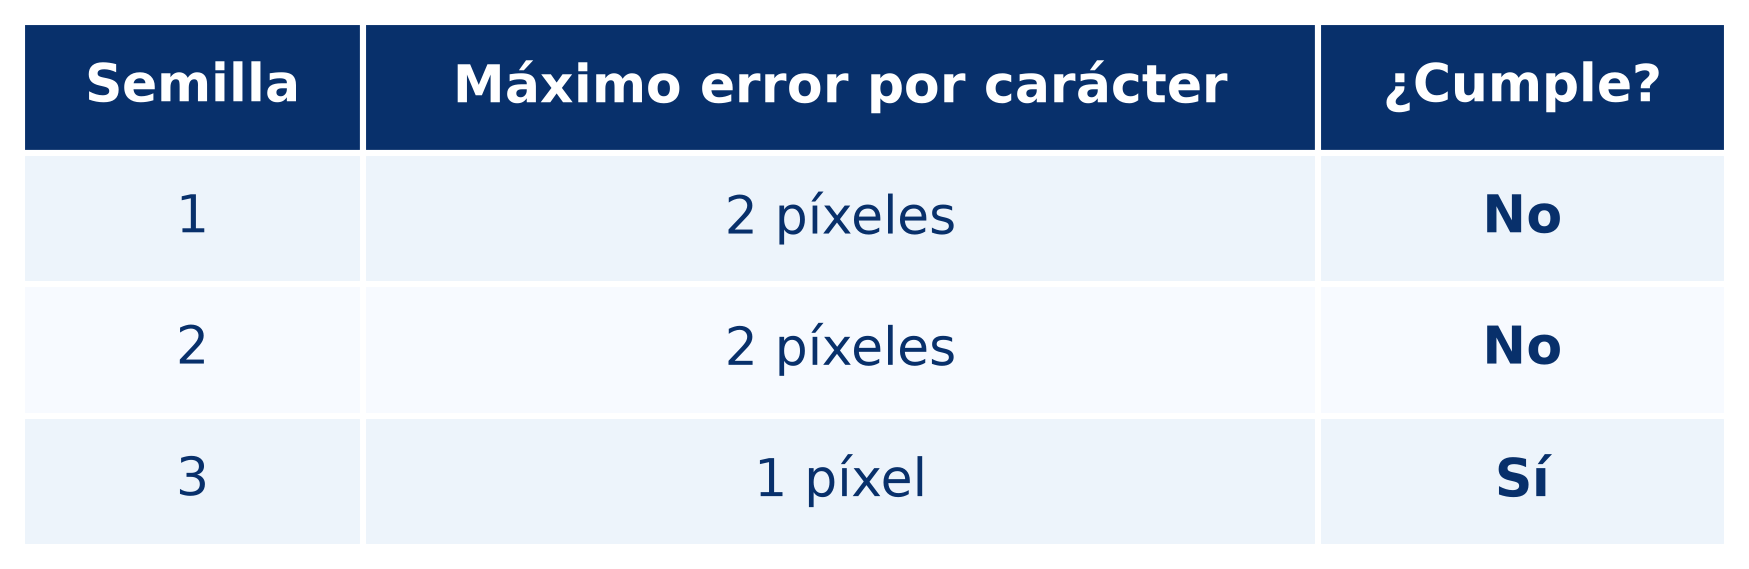 Semilla Máximo error por carácter ¿Cumple?
1 2 píxeles No
2 2 píxeles No
3 1 píxel Sí